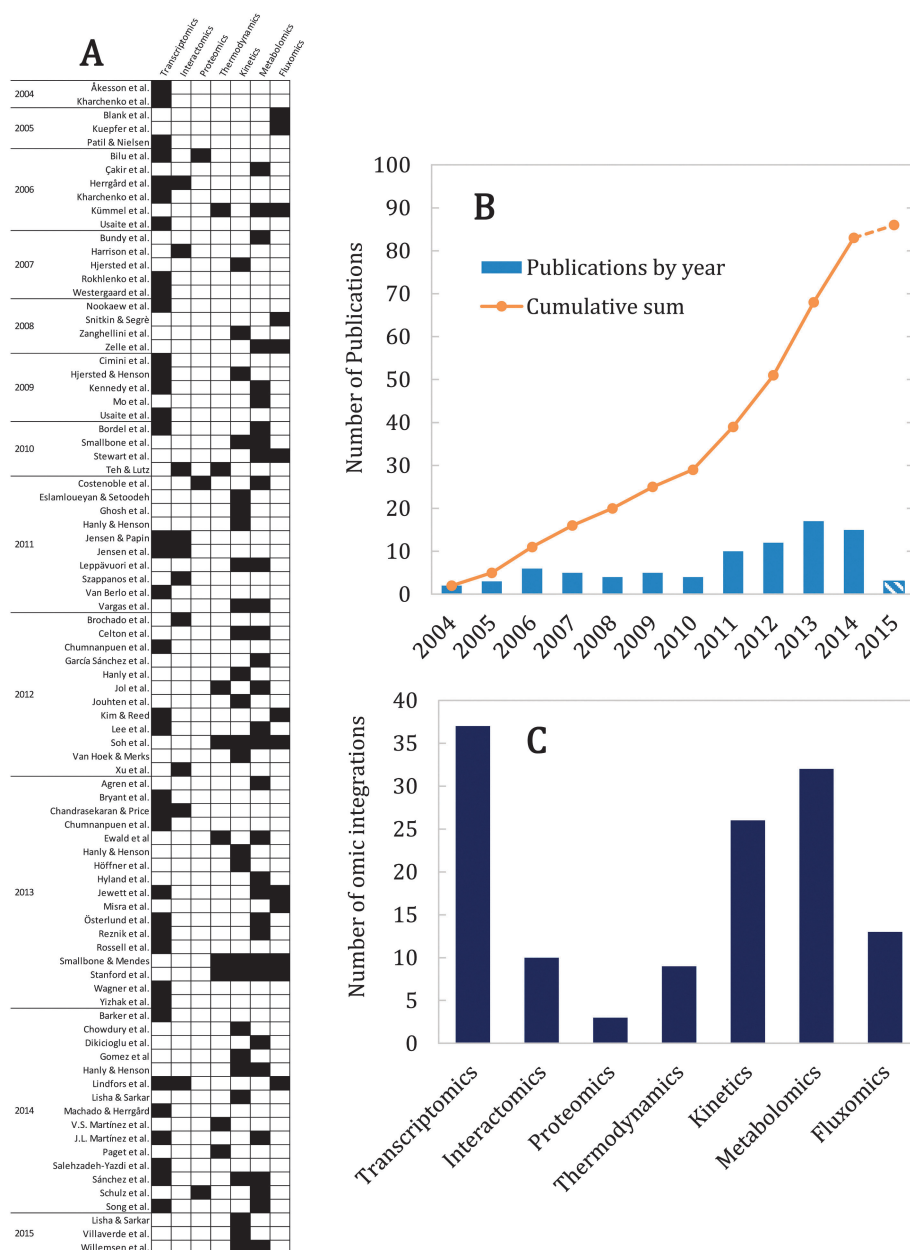 A
Transcriptomics
Interactomics
Proteomics
Thermodynamics
Kinetics
Metabolomics
Fluxomics
2004
Åkesson et al.
Kharchenko et al.
2005
Blank et al.
Kuepfer et al.
Patil & Nielsen
2006
Bilu et al.
Çakir et al.
Herrgård et al.
Kharchenko et al.
Kümmel et al.
Usaite et al.
2007
Bundy et al.
Harrison et al.
Hjersted et al.
Rokhlenko et al.
Westergaard et al.
2008
Nookaew et al.
Snitkin & Segrè
Zanghellini et al.
Zelle et al.
2009
Cimini et al.
Hjersted & Henson
Kennedy et al.
Mo et al.
Usaite et al.
2010
Bordel et al.
Smallbone et al.
Stewart et al.
Teh & Lutz
2011
Costenoble et al.
Eslamloueyan & Setoodeh
Ghosh et al.
Hanly & Henson
Jensen & Papin
Jensen et al.
Leppävuori et al.
Szappanos et al.
Van Berlo et al.
Vargas et al.
2012
Brochado et al.
Celton et al.
Chumnanpuen et al.
García Sánchez et al.
Hanly et al.
Jol et al.
Jouhten et al.
Kim & Reed
Lee et al.
Soh et al.
Van Hoek & Merks
Xu et al.
2013
Agren et al.
Bryant et al.
Chandrasekaran & Price
Chumnanpuen et al.
Ewald et al
Hanly & Henson
Höffner et al.
Hyland et al.
Jewett et al.
Misra et al.
Österlund et al.
Reznik et al.
Rossell et al.
Smallbone & Mendes
Stanford et al.
Wagner et al.
Yizhak et al.
2014
Barker et al.
Chowdury et al.
Dikicioglu et al.
Gomez et al
Hanly & Henson
Lindfors et al.
Lisha & Sarkar
Machado & Herrgård
V.S. Martínez et al.
J.L. Martínez et al.
Paget et al.
Salehzadeh-Yazdi et al.
Sánchez et al.
Schulz et al.
Song et al.
2015
Lisha & Sarkar
Villaverde et al.
Willemsen et al.
B
Number of Publications
100
90
80
70
60
50
40
30
20
10
0
Publications by year
Cumulative sum
2004
2005
2006
2007
2008
2009
2010
2011
2012
2013
2014
2015
C
Number of omic integrations
40
35
30
25
20
15
10
5
0
Transcriptomics
Interactomics
Proteomics
Thermodynamics
Kinetics
Metabolomics
Fluxomics